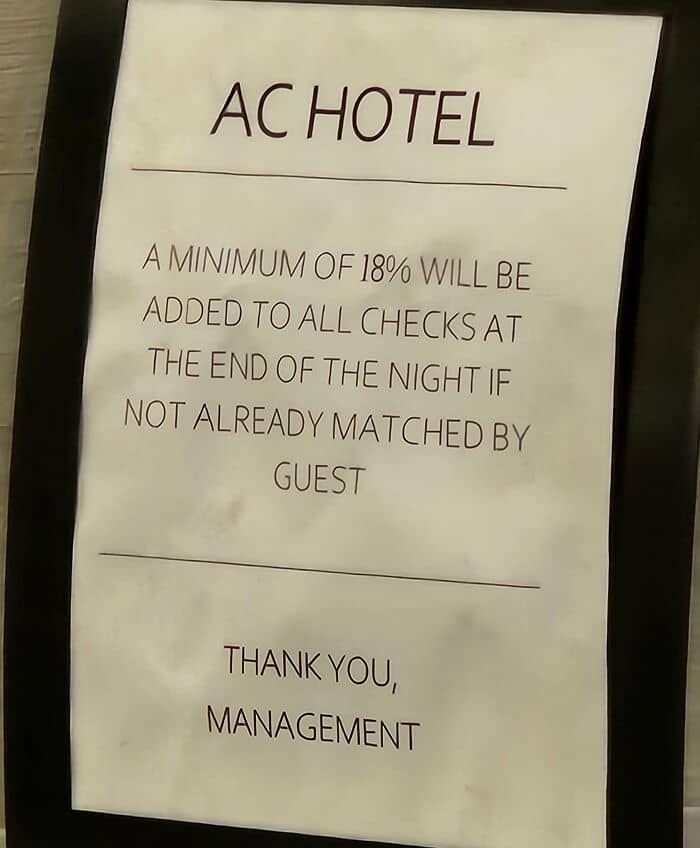 AC HOTEL
A MINIMUM OF 18% WILL BE
ADDED TO ALL CHECKS AT
THE END OF THE NIGHT IF
NOT ALREADY MATCHED BY
GUEST
THANK YOU,
MANAGEMENT